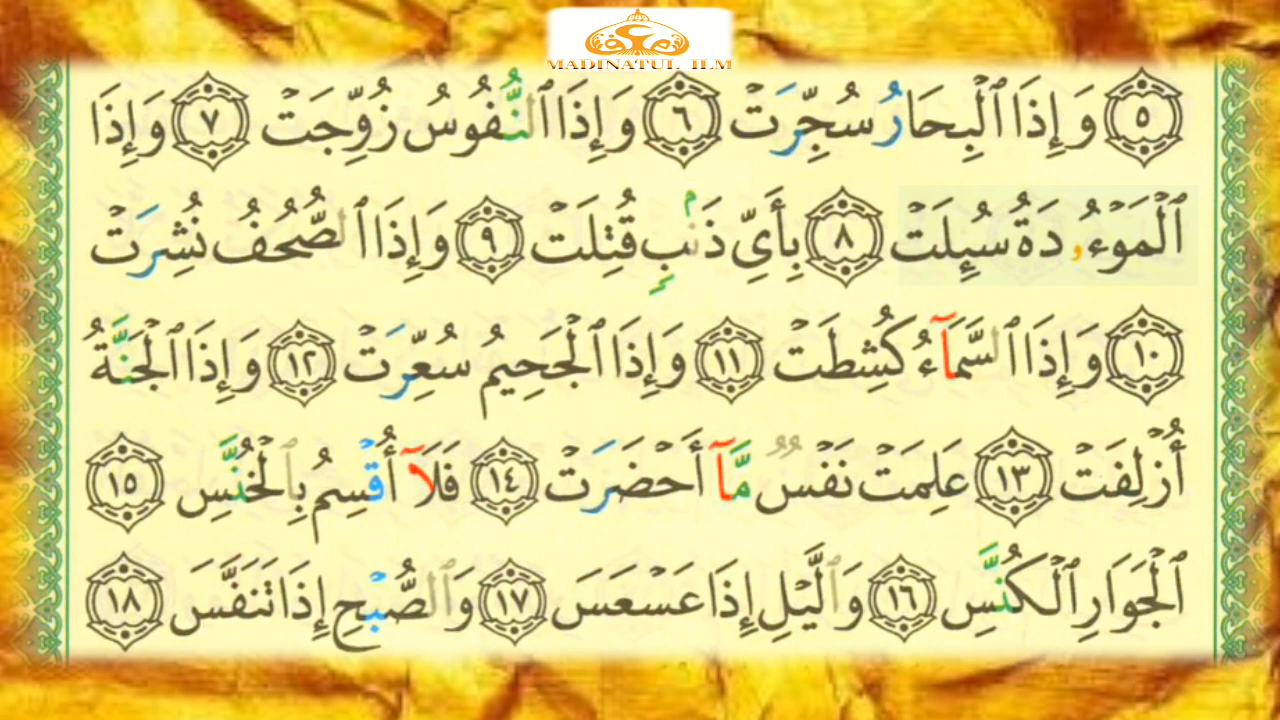 MADINATUL ILM
٥ وَإِذَا ٱلْبِحَارُ سُجِّرَتْ ٦ وَإِذَا ٱلنُّفُوسُ زُوِّجَتْ ٧ وَإِذَا
ٱلْمَوْءُۥدَةُ سُئِلَتْ ٨ بِأَىِّ ذَنۢبٍ قُتِلَتْ ٩ وَإِذَا ٱلصُّحُفُ نُشِرَتْ
١٠ وَإِذَا ٱلسَّمَآءُ كُشِطَتْ ١١ وَإِذَا ٱلْجَحِيمُ سُعِّرَتْ ١٢ وَإِذَا ٱلْجَنَّةُ
أُزْلِفَتْ ١٣ عَلِمَتْ نَفْسٌ مَّآ أَحْضَرَتْ ١٤ فَلَآ أُقْسِمُ بِٱلْخُنَّسِ ١٥
ٱلْجَوَارِ ٱلْكُنَّسِ ١٦ وَٱلَّيْلِ إِذَا عَسْعَسَ ١٧ وَٱلصُّبْحِ إِذَا تَنَفَّسَ ١٨